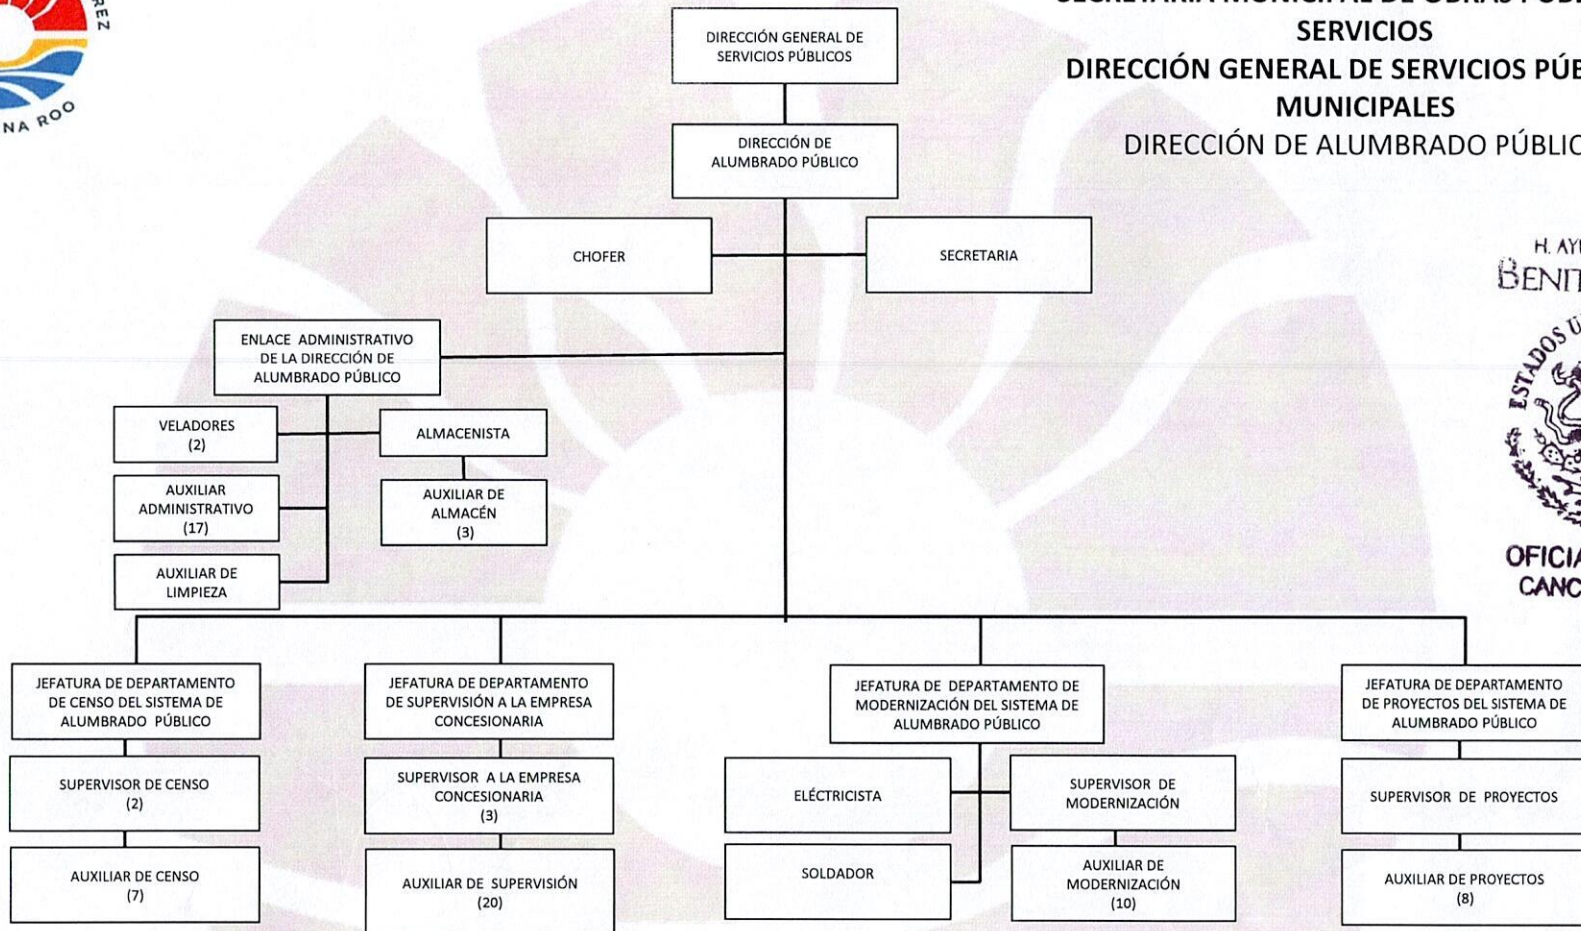 NA ROO
SERVICIOS
DIRECCIÓN GENERAL DE SERVICIOS
MUNICIPALES
DIRECCIÓN DE ALUMBRADO
DIRECCIÓN GENERAL DE
SERVICIOS PÚBLICOS
DIRECCIÓN DE
ALUMBRADO PÚBLICO
CHOFER
SECRETARIA
H.
ESTADOS
ENLACE ADMINISTRATIVO
DE LA DIRECCIÓN DE
ALUMBRADO PÚBLICO
VELADORES
(2)
ALMACENISTA
AUXILIAR
ADMINISTRATIVO
(17)
AUXILIAR DE
ALMACÉN
(3)
AUXILIAR DE
LIMPIEZA
JEFATURA DE DEPARTAMENTO
DE CENSO DEL SISTEMA DE
ALUMBRADO PÚBLICO
JEFATURA DE DEPARTAMENTO
DE SUPERVISIÓN A LA EMPRESA
CONCESIONARIA
JEFATURA DE DEPARTAMENTO DE
MODERNIZACIÓN DEL SISTEMA DE
ALUMBRADO PÚBLICO
JEFATURA DE DEPARTAMENTO
DE PROYECTOS DEL SISTEMA DE
ALUMBRADO PÚBLICO
SUPERVISOR DE CENSO
(2)
SUPERVISOR A LA EMPRESA
CONCESIONARIA
(3)
ELÉCTRICISTA
SUPERVISOR DE
MODERNIZACIÓN
SUPERVISOR DE PROYECTOS
AUXILIAR DE CENSO
(7)
AUXILIAR DE SUPERVISIÓN
(20)
SOLDADOR
AUXILIAR DE
MODERNIZACIÓN
(10)
AUXILIAR DE PROYECTOS
(8)